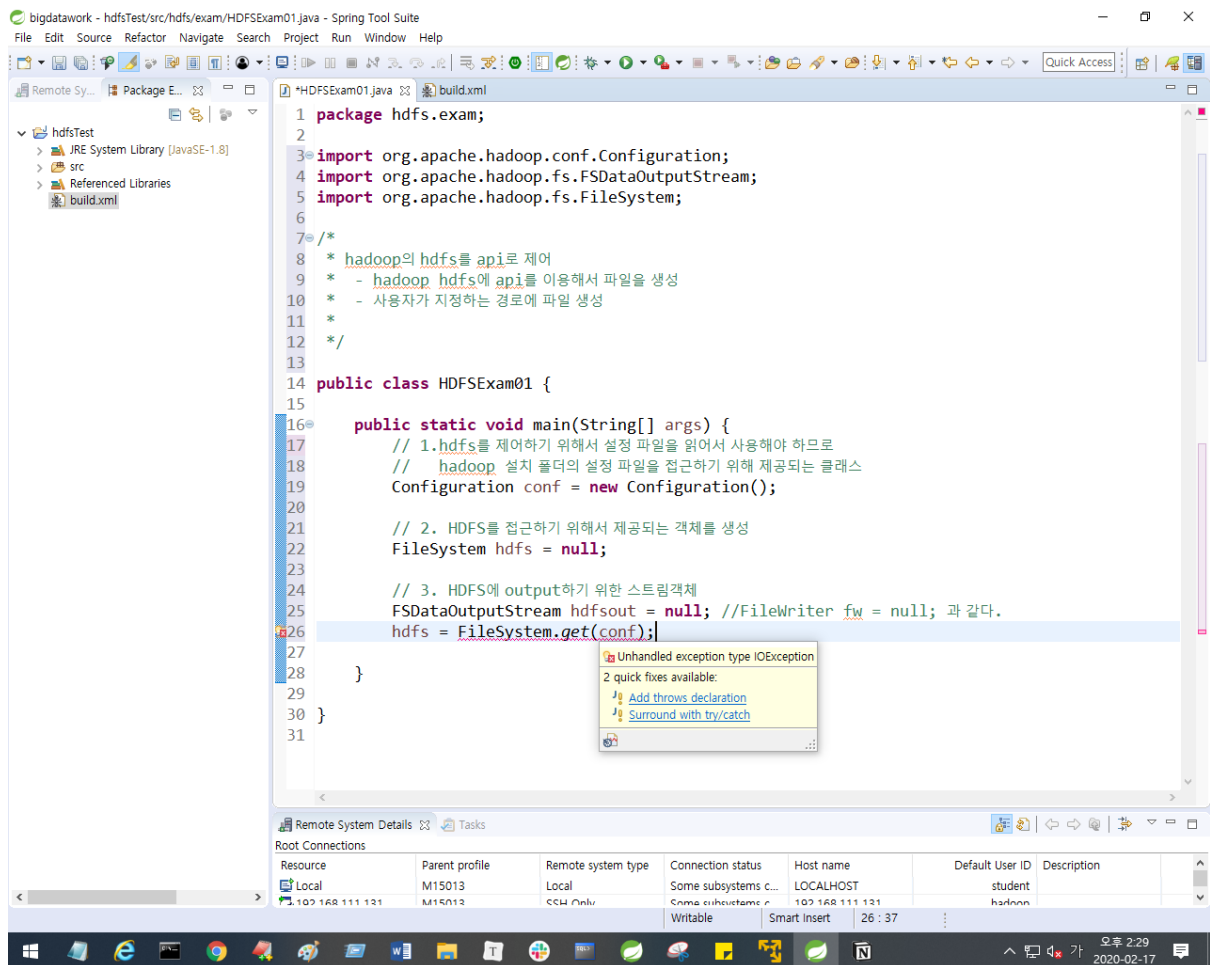 bigdatawork - hdfsTest/src/hdfs/exam/HDFSExam01.java - Spring Tool Suite
File Edit Source Refactor Navigate Search Project Run Window Help
Quick Access
Remote Sy... Package E...
*HDFSExam01.java build.xml
hdfsTest
JRE System Library [JavaSE-1.8]
src
Referenced Libraries
build.xml
1 package hdfs.exam;
2
3 import org.apache.hadoop.conf.Configuration;
4 import org.apache.hadoop.fs.FSDataOutputStream;
5 import org.apache.hadoop.fs.FileSystem;
6
7 /*
8 * hadoop의 hdfs를 api로 제어
9 * - hadoop hdfs에 api를 이용해서 파일을 생성
10 * - 사용자가 지정하는 경로에 파일 생성
11 *
12 */
13
14 public class HDFSExam01 {
15
16 public static void main(String[] args) {
17 // 1.hdfs를 제어하기 위해서 설정 파일을 읽어서 사용해야 하므로
18 // hadoop 설치 폴더의 설정 파일을 접근하기 위해 제공되는 클래스
19 Configuration conf = new Configuration();
20
21 // 2. HDFS를 접근하기 위해서 제공되는 객체를 생성
22 FileSystem hdfs = null;
23
24 // 3. HDFS에 output하기 위한 스트림객체
25 FSDataOutputStream hdfsout = null; //FileWriter fw = null; 과 같다.
26 hdfs = FileSystem.get(conf);
27
28 }
29
30 }
31
Unhandled exception type IOException
2 quick fixes available:
Add throws declaration
Surround with try/catch
Remote System Details Tasks
Root Connections
Resource Parent profile Remote system type Connection status Host name Default User ID Description
Local M15013 Local Some subsystems c... LOCALHOST student
192.168.111.131 M15013 SSH Only Some subsystems c... 192.168.111.131 hadoop
Writable Smart Insert 26 : 37
가 오후 2:29
2020-02-17